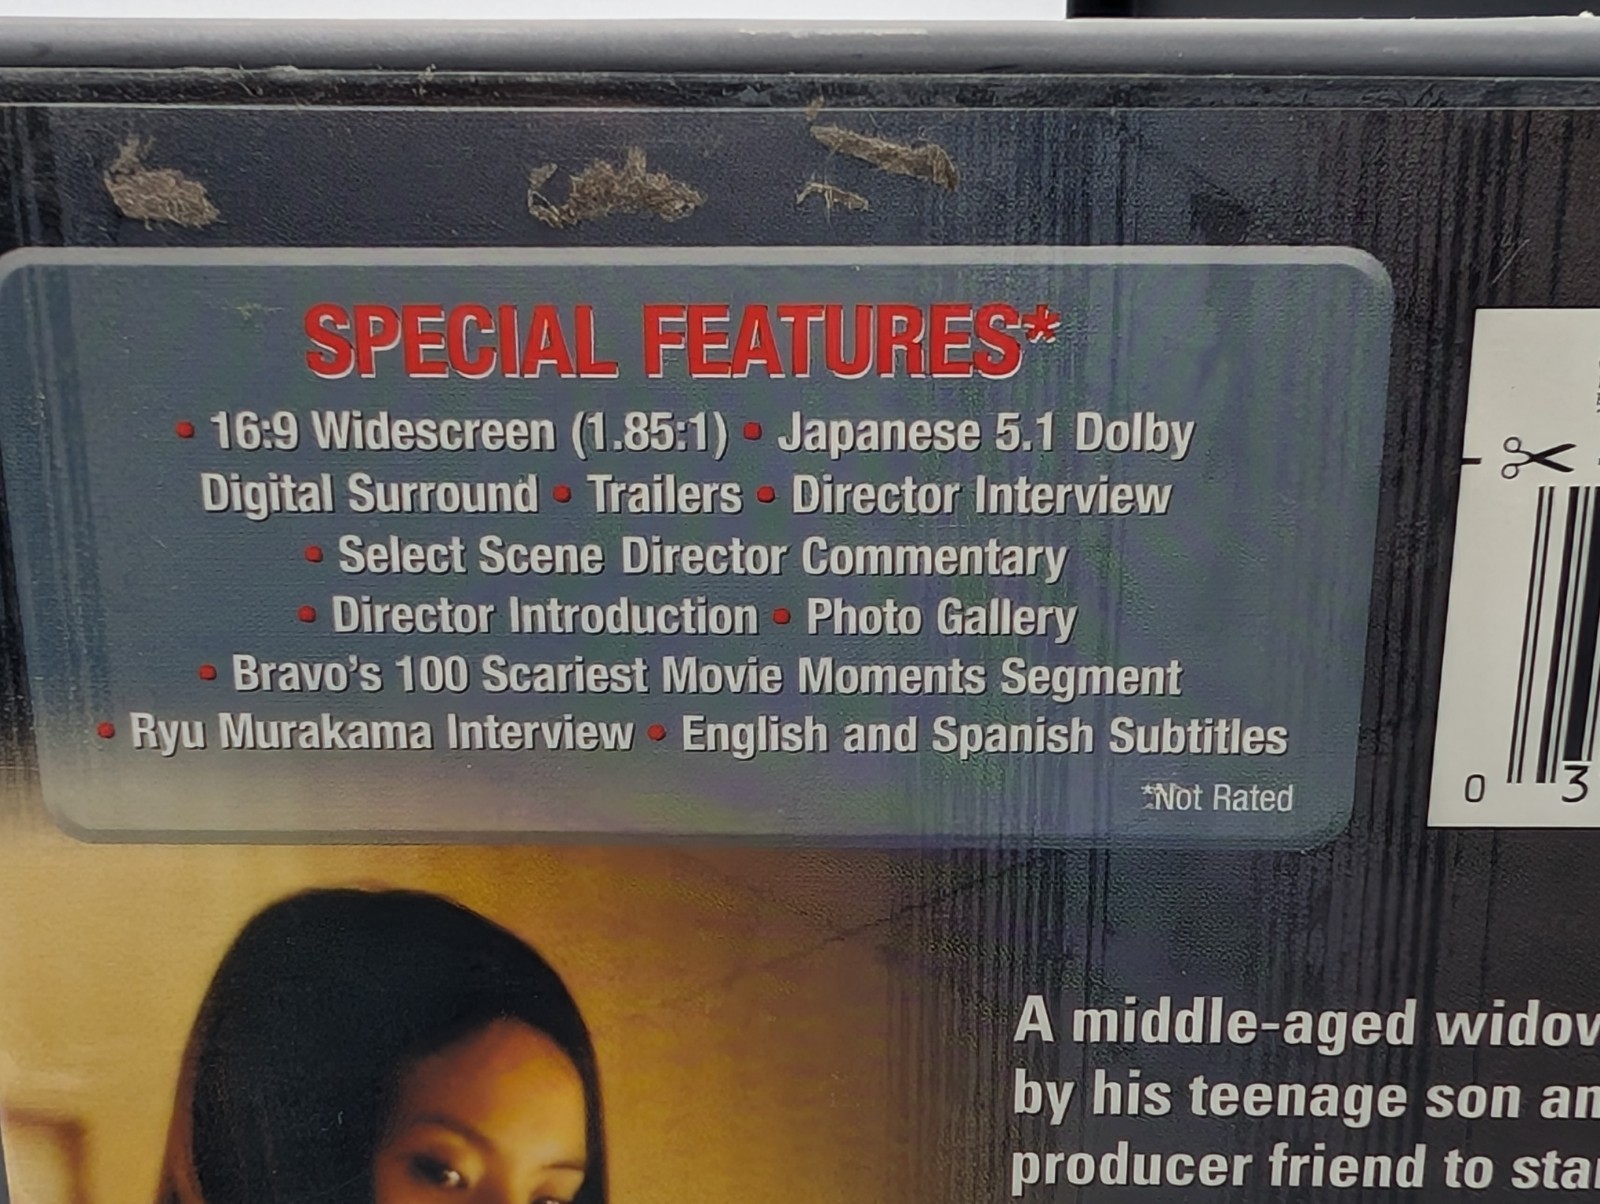 SPECIAL FEATURES*
• 16:9 Widescreen (1.85:1) • Japanese 5.1 Dolby
Digital Surround • Trailers • Director Interview
• Select Scene Director Commentary
• Director Introduction • Photo Gallery
• Bravo's 100 Scariest Movie Moments Segment
• Ryu Murakama Interview • English and Spanish Subtitles
*Not Rated
0 3
A middle-aged
by his teenage son
producer friend to